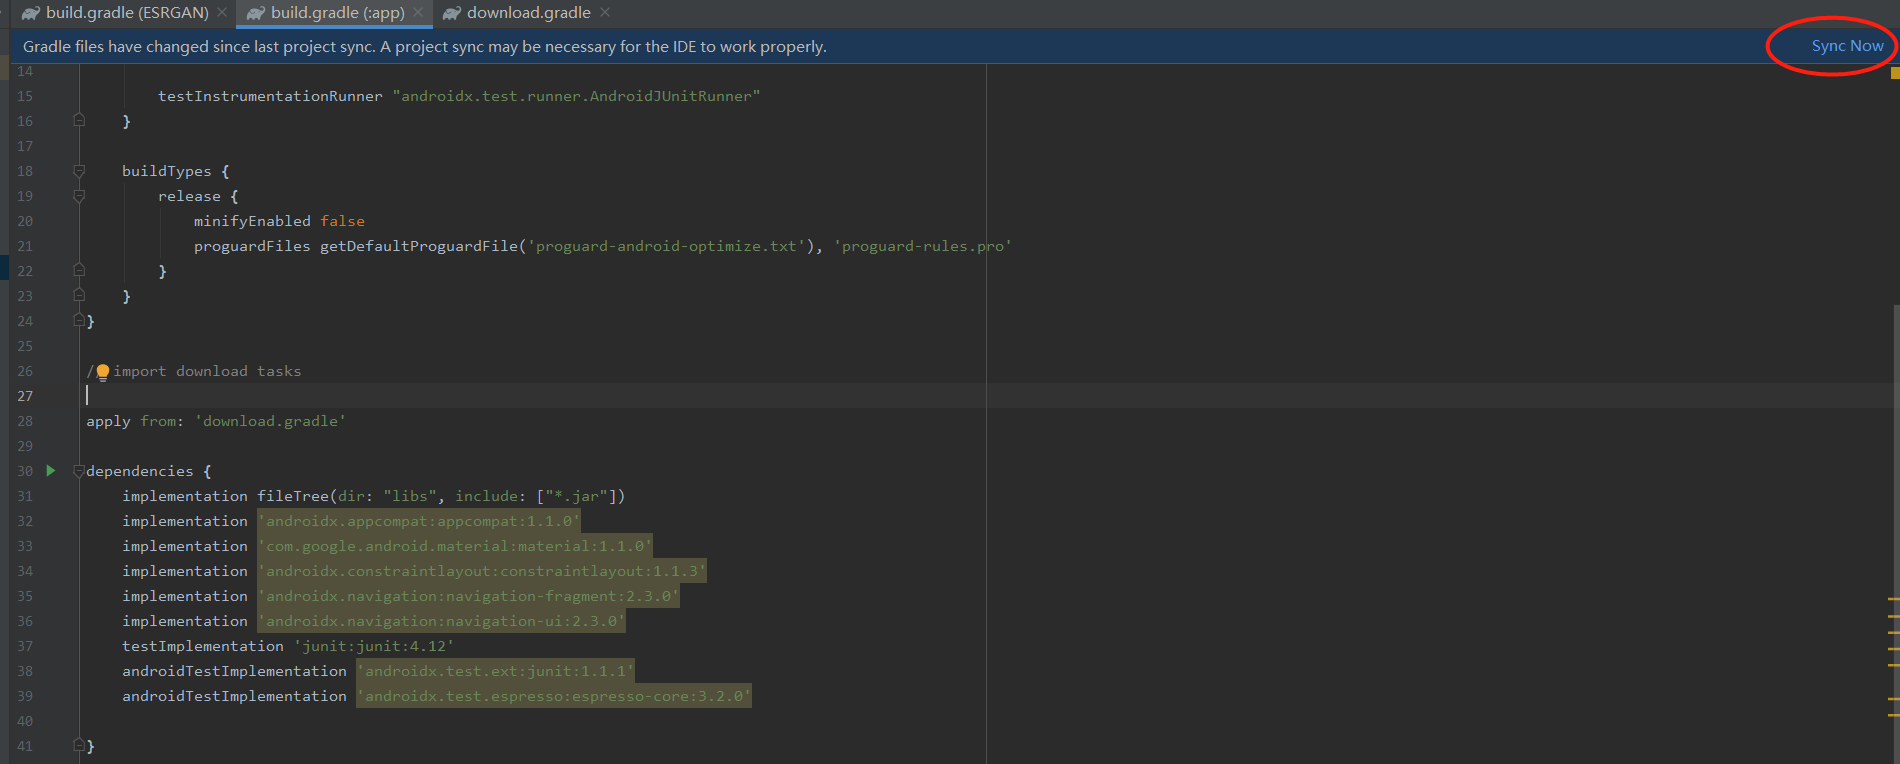 build.gradle (ESRGAN) build.gradle (:app) download.gradle
Gradle files have changed since last project sync. A project sync may be necessary for the IDE to work properly. Sync Now
14
15 testInstrumentationRunner "androidx.test.runner.AndroidJUnitRunner"
16 }
17
18 buildTypes {
19 release {
20 minifyEnabled false
21 proguardFiles getDefaultProguardFile('proguard-android-optimize.txt'), 'proguard-rules.pro'
22 }
23 }
24 }
25
26 / import download tasks
27
28 apply from: 'download.gradle'
29
30 dependencies {
31 implementation fileTree(dir: "libs", include: ["*.jar"])
32 implementation 'androidx.appcompat:appcompat:1.1.0'
33 implementation 'com.google.android.material:material:1.1.0'
34 implementation 'androidx.constraintlayout:constraintlayout:1.1.3'
35 implementation 'androidx.navigation:navigation-fragment:2.3.0'
36 implementation 'androidx.navigation:navigation-ui:2.3.0'
37 testImplementation 'junit:junit:4.12'
38 androidTestImplementation 'androidx.test.ext:junit:1.1.1'
39 androidTestImplementation 'androidx.test.espresso:espresso-core:3.2.0'
40
41 }